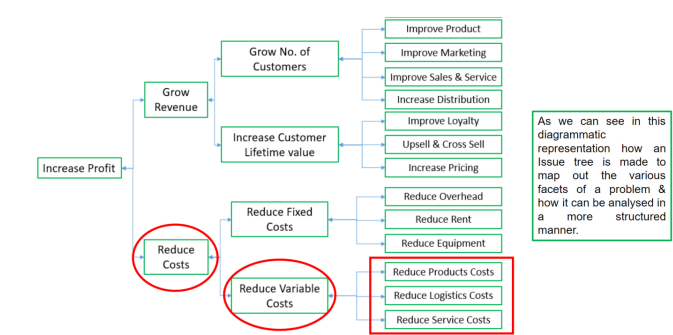 Improve Product
Grow No. of
Customers
Improve Marketing
Improve Sales & Service
Grow
Revenue
Increase Distribution
Improve Loyalty
Increase Customer
Lifetime value
Upsell & Cross Sell
Increase Pricing
Increase Profit
Reduce Overhead
Reduce Fixed
Costs
Reduce Rent
Reduce Equipment
Reduce
Costs
Reduce Products Costs
Reduce Variable
Costs
Reduce Logistics Costs
Reduce Service Costs
As we can see in this
diagrammatic
representation how an
Issue tree is made to
map out the various
facets of a problem &
how it can be analysed in
a more structured
manner.